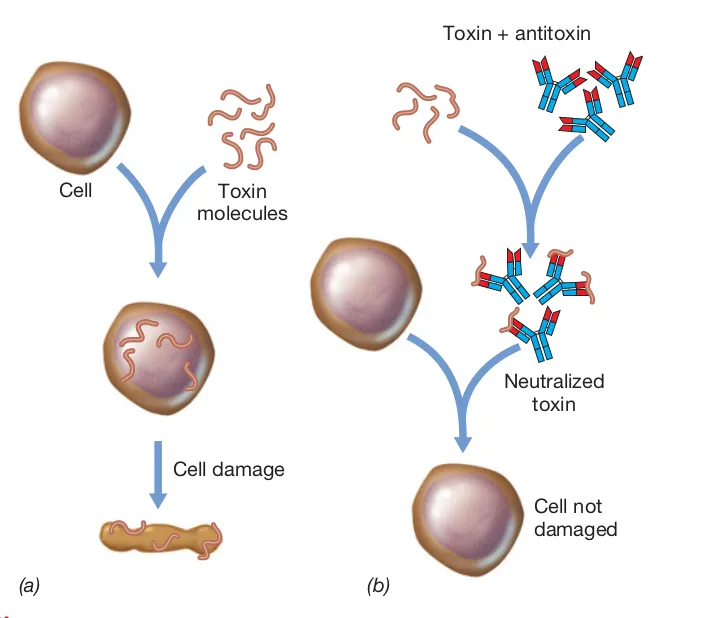 Toxin + antitoxin
Cell
Toxin
molecules
Neutralized
toxin
Cell damage
Cell not
damaged
(a)
(b)